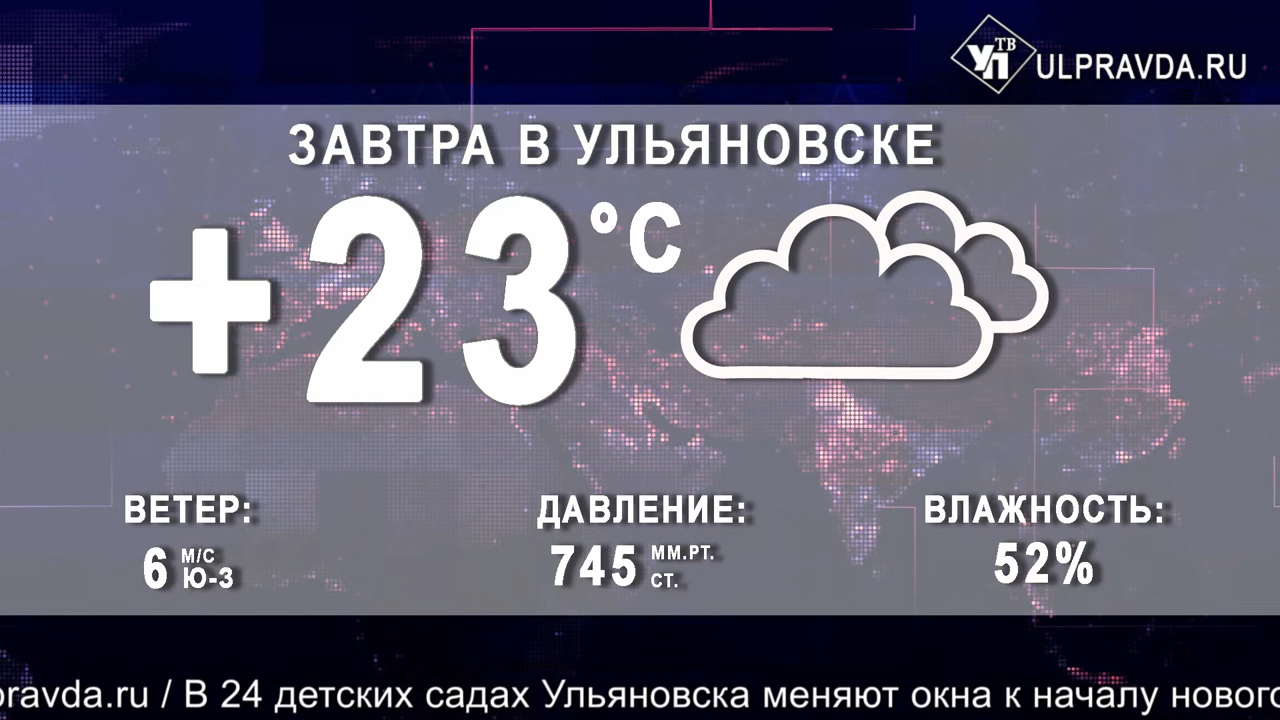 УП ТВ ULPRAVDA.RU
ЗАВТРА В УЛЬЯНОВСКЕ
+23 °C
ВЕТЕР:
6 М/С
Ю-З
ДАВЛЕНИЕ:
745 ММ.РТ.
СТ.
ВЛАЖНОСТЬ:
52%
pravda.ru / В 24 детских садах Ульяновска меняют окна к началу нового